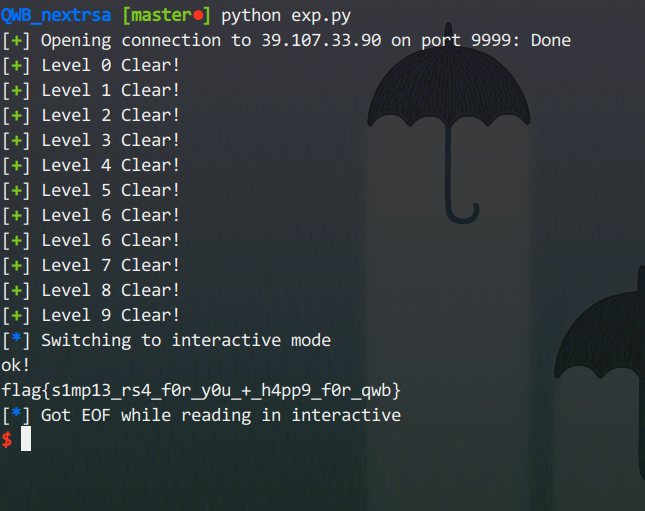 QWB_nextrsa [master●] python exp.py
[+] Opening connection to 39.107.33.90 on port 9999: Done
[+] Level 0 Clear!
[+] Level 1 Clear!
[+] Level 2 Clear!
[+] Level 3 Clear!
[+] Level 4 Clear!
[+] Level 5 Clear!
[+] Level 6 Clear!
[+] Level 6 Clear!
[+] Level 7 Clear!
[+] Level 8 Clear!
[+] Level 9 Clear!
[*] Switching to interactive mode
ok!
flag{s1mp13_rs4_f0r_y0u_+_h4pp9_f0r_qwb}
[*] Got EOF while reading in interactive
$